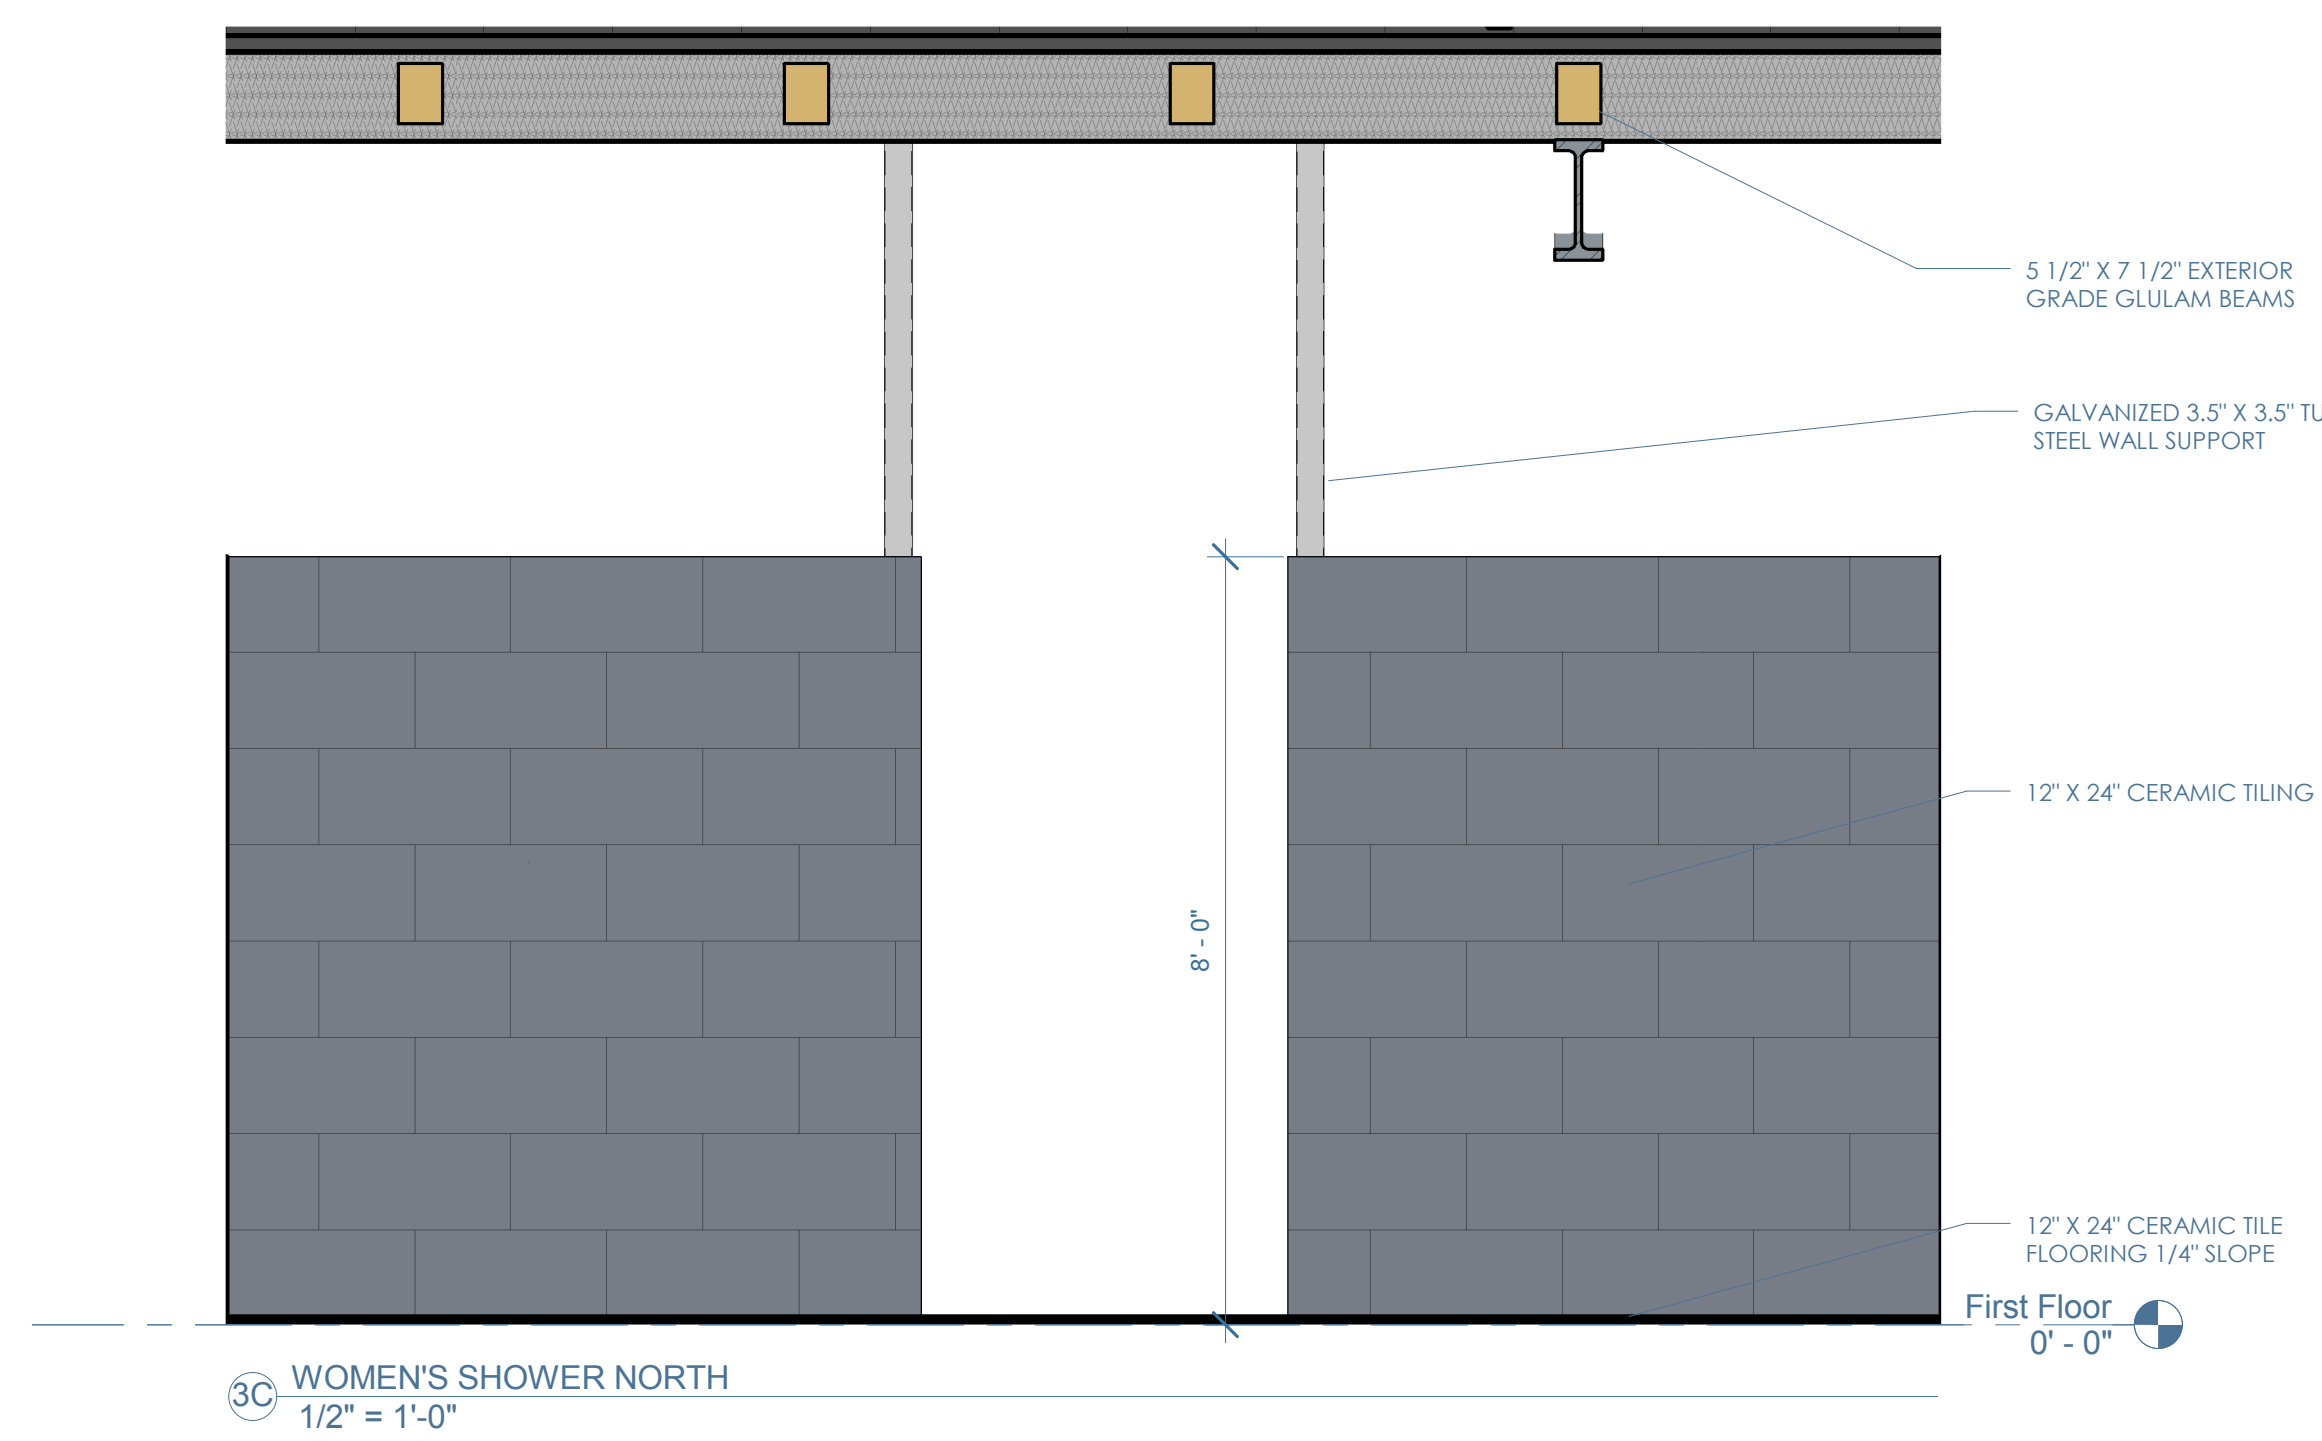 5 1/2" X 7 1/2" EXTERIOR
GRADE GLULAM BEAMS
GALVANIZED 3.5" X 3.5"
STEEL WALL SUPPORT
12" X 24" CERAMIC TILING
8' - 0"
12" X 24" CERAMIC TILE
FLOORING 1/4" SLOPE
First Floor
0' - 0"
3C
WOMEN'S SHOWER NORTH
1/2" = 1'-0"